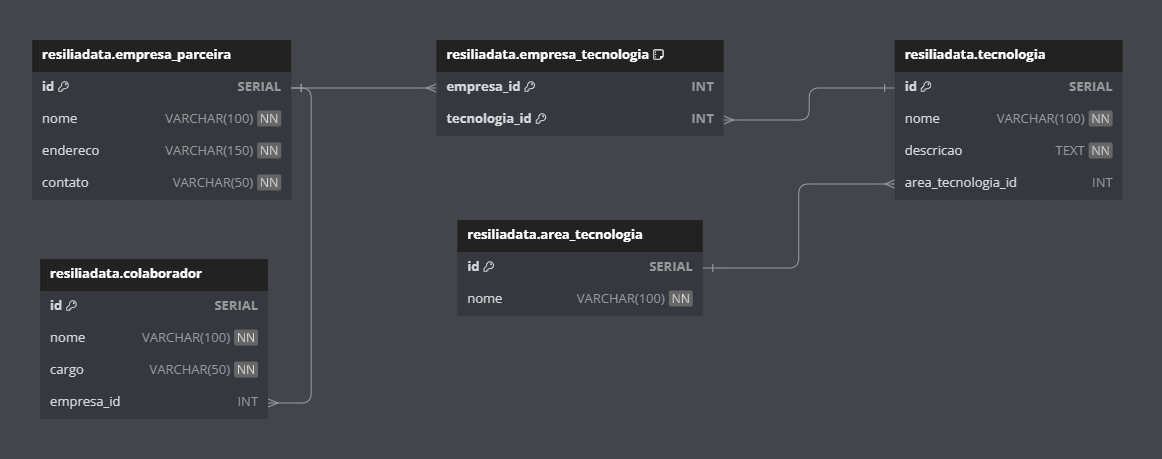 resiliadata.empresa_parceira
id SERIAL
nome VARCHAR(100) NN
endereco VARCHAR(150) NN
contato VARCHAR(50) NN
resiliadata.empresa_tecnologia
empresa_id INT
tecnologia_id INT
resiliadata.tecnologia
id SERIAL
nome VARCHAR(100) NN
descricao TEXT NN
area_tecnologia_id INT
resiliadata.area_tecnologia
id SERIAL
nome VARCHAR(100) NN
resiliadata.colaborador
id SERIAL
nome VARCHAR(100) NN
cargo VARCHAR(50) NN
empresa_id INT